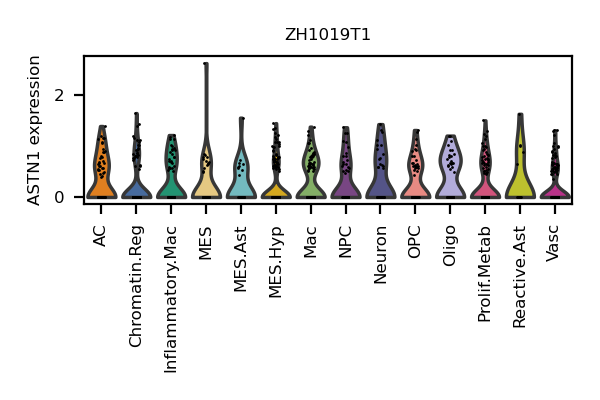 ZH1019T1
ASTN1 expression
2
0
AC
Chromatin.Reg
Inflammatory.Mac
MES
MES.Ast
MES.Hyp
Mac
NPC
Neuron
OPC
Oligo
Prolif.Metab
Reactive.Ast
Vasc